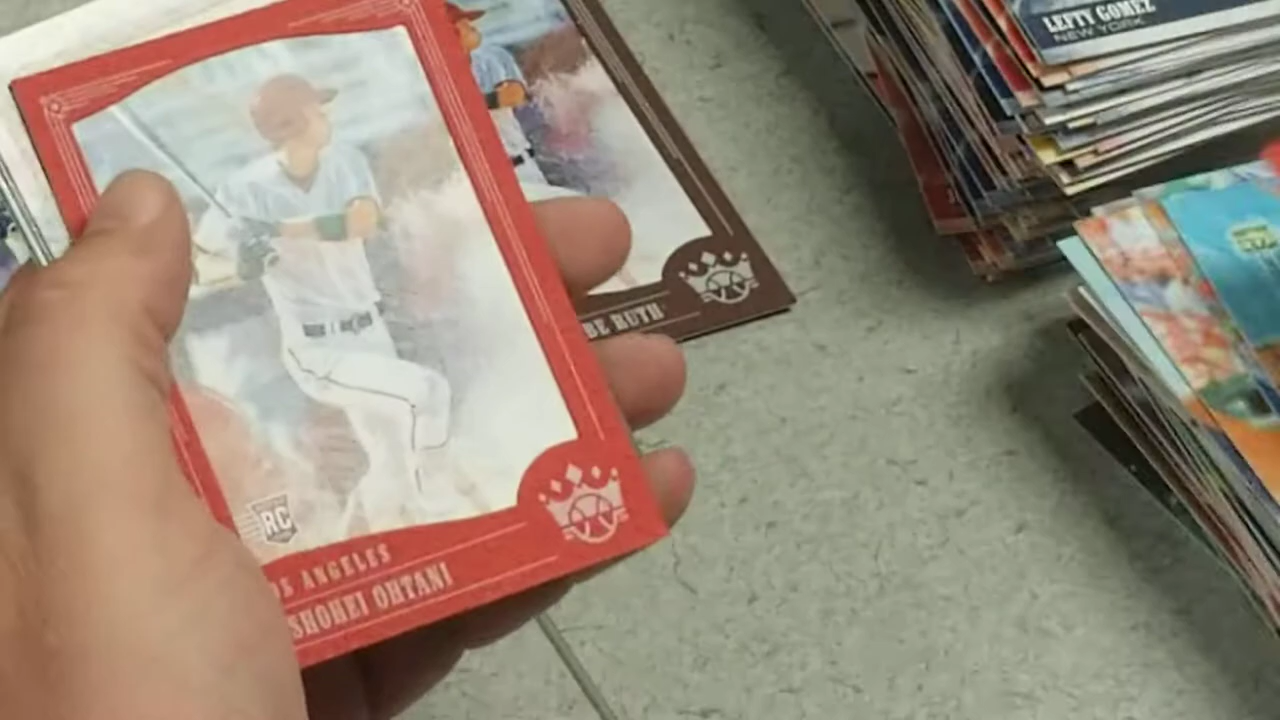 LEFTY GOMEZ
NEW YORK
BE RUTH
RC
OS ANGELES
SHOHEI OHTANI